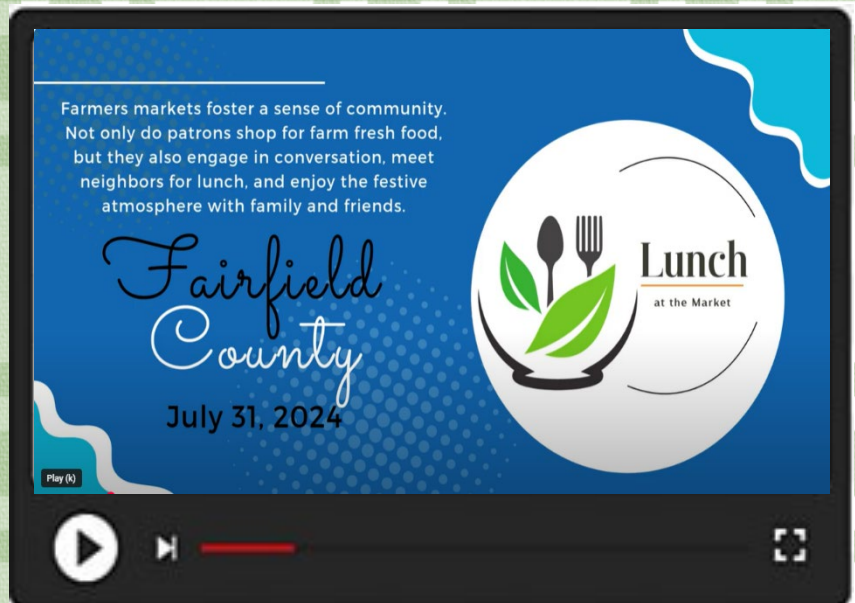 Farmers markets foster a sense of community.
Not only do patrons shop for farm fresh food,
but they also engage in conversation, meet
neighbors for lunch, and enjoy the festive
atmosphere with family and friends.
Fairfield
County
July 31, 2024
Lunch
at the Market
Play (k)